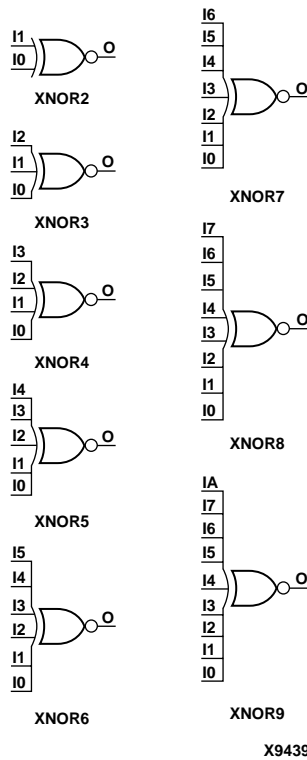 I1
I0
O
XNOR2
I2
I1
I0
O
XNOR3
I3
I2
I1
I0
O
XNOR4
I4
I3
I2
I1
I0
O
XNOR5
I5
I4
I3
I2
I1
I0
O
XNOR6
I6
I5
I4
I3
I2
I1
I0
O
XNOR7
I7
I6
I5
I4
I3
I2
I1
I0
O
XNOR8
IA
I7
I6
I5
I4
I3
I2
I1
I0
O
XNOR9
X9439